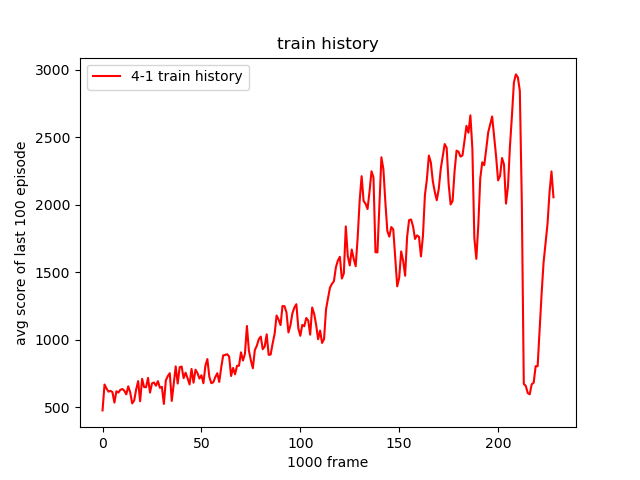 train history
4-1 train history
3000
2500
2000
1500
1000
500
avg score of last 100 episode
0 50 100 150 200
1000 frame